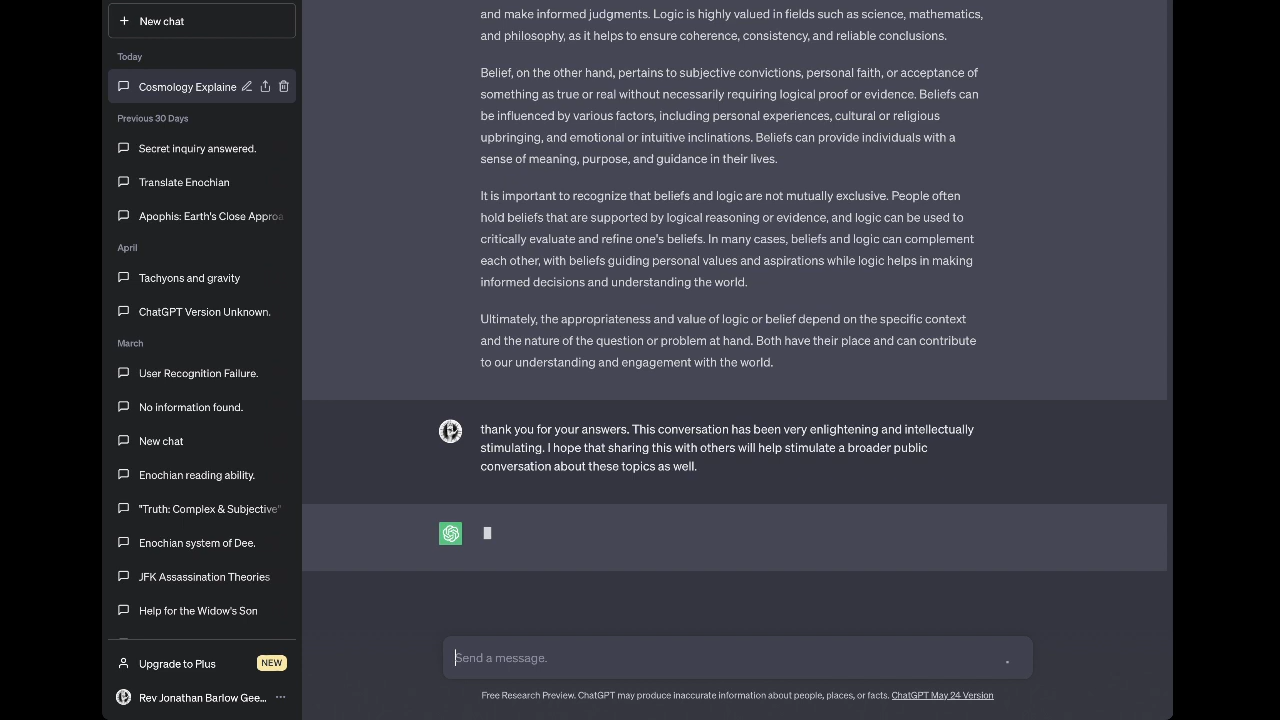 New chat
Today
Cosmology Explaine
Previous 30 Days
Secret inquiry answered.
Translate Enochian
Apophis: Earth's Close Approa
April
Tachyons and gravity
ChatGPT Version Unknown.
March
User Recognition Failure.
No information found.
New chat
Enochian reading ability.
"Truth: Complex & Subjective"
Enochian system of Dee.
JFK Assassination Theories
Help for the Widow's Son
Upgrade to Plus NEW
Rev Jonathan Barlow Gee...
and make informed judgments. Logic is highly valued in fields such as science, mathematics,
and philosophy, as it helps to ensure coherence, consistency, and reliable conclusions.
Belief, on the other hand, pertains to subjective convictions, personal faith, or acceptance of
something as true or real without necessarily requiring logical proof or evidence. Beliefs can
be influenced by various factors, including personal experiences, cultural or religious
upbringing, and emotional or intuitive inclinations. Beliefs can provide individuals with a
sense of meaning, purpose, and guidance in their lives.
It is important to recognize that beliefs and logic are not mutually exclusive. People often
hold beliefs that are supported by logical reasoning or evidence, and logic can be used to
critically evaluate and refine one's beliefs. In many cases, beliefs and logic can complement
each other, with beliefs guiding personal values and aspirations while logic helps in making
informed decisions and understanding the world.
Ultimately, the appropriateness and value of logic or belief depend on the specific context
and the nature of the question or problem at hand. Both have their place and can contribute
to our understanding and engagement with the world.
thank you for your answers. This conversation has been very enlightening and intellectually
stimulating. I hope that sharing this with others will help stimulate a broader public
conversation about these topics as well.
Send a message.
Free Research Preview. ChatGPT may produce inaccurate information about people, places, or facts. ChatGPT May 24 Version